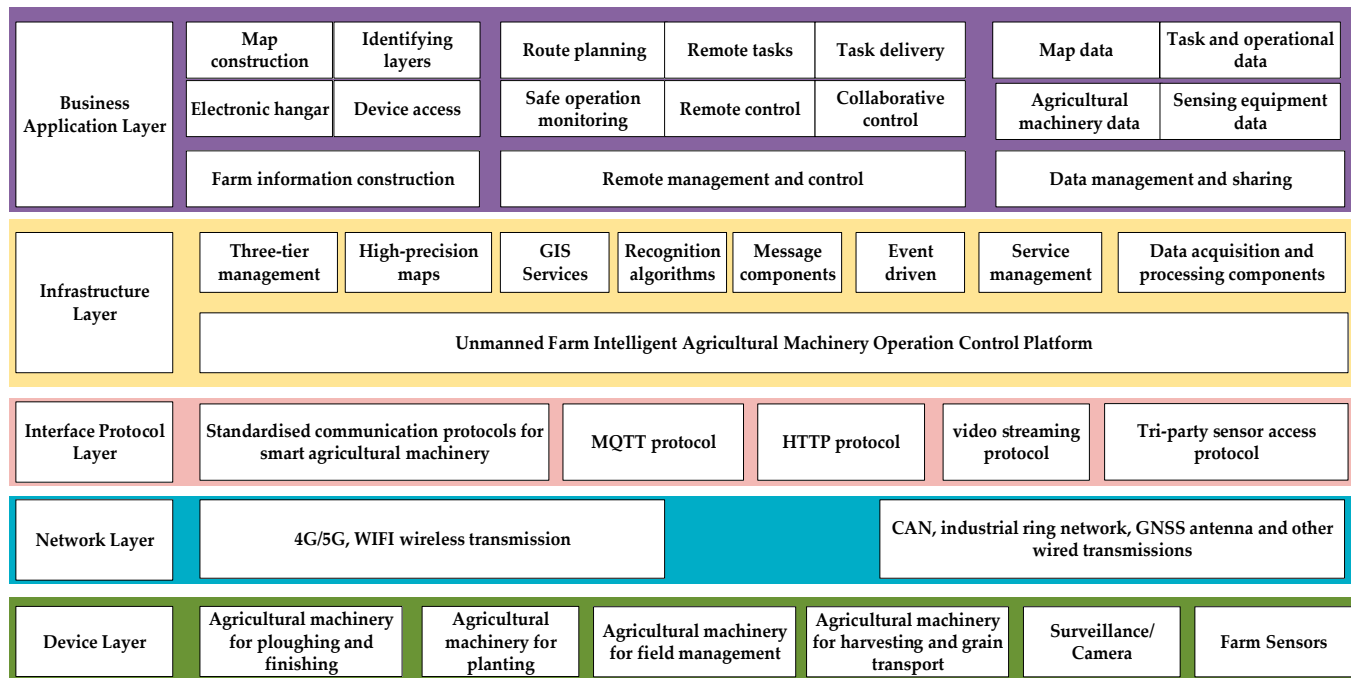 Business
Application Layer
Map
construction
Identifying
layers
Electronic hangar
Device access
Farm information construction
Route planning
Remote tasks
Task delivery
Safe operation
monitoring
Remote control
Collaborative
control
Remote management and control
Map data
Task and operational
data
Agricultural
machinery data
Sensing equipment
data
Data management and sharing
Infrastructure
Layer
Three-tier
management
High-precision
maps
GIS
Services
Recognition
algorithms
Message
components
Event
driven
Service
management
Data acquisition and
processing components
Unmanned Farm Intelligent Agricultural Machinery Operation Control Platform
Interface Protocol
Layer
Standardised communication protocols for
smart agricultural machinery
MQTT protocol
HTTP protocol
video streaming
protocol
Tri-party sensor access
protocol
Network Layer
4G/5G, WIFI wireless transmission
CAN, industrial ring network, GNSS antenna and other
wired transmissions
Device Layer
Agricultural machinery
for ploughing and
finishing
Agricultural
machinery for
planting
Agricultural machinery
for field management
Agricultural machinery
for harvesting and grain
transport
Surveillance/
Camera
Farm Sensors